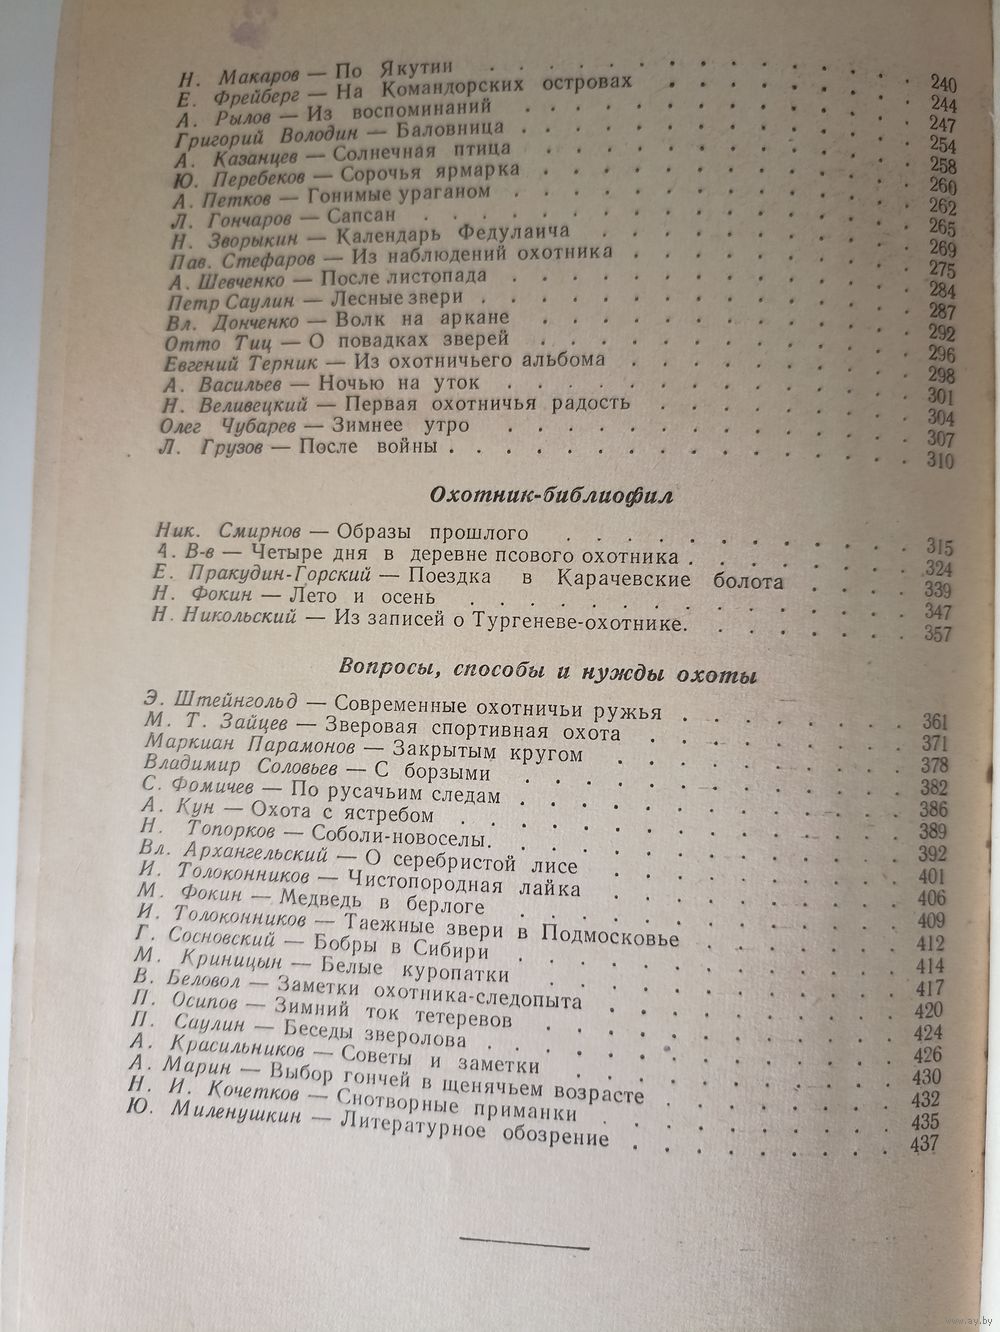 Н. Макаров — По Якутии . . . . . . . . . . . 240
Е. Фрейберг — На Командорских островах . . . . . . . 244
А. Рылов — Из воспоминаний . . . . . . . . . . 247
Григорий Володин — Баловница . . . . . . . . . . 254
А. Казанцев — Солнечная птица . . . . . . . . . . 258
Ю. Перебеков — Сорочья ярмарка . . . . . . . . . . 260
А. Петков — Гонимые ураганом . . . . . . . . . . 262
Л. Гончаров — Сапсан . . . . . . . . . . . . 265
Н. Зворыкин — Календарь Федулаича . . . . . . . . 269
Пав. Стефаров — Из наблюдений охотника . . . . . . . 275
А. Шевченко — После листопада . . . . . . . . . . 284
Петр Саулин — Лесные звери . . . . . . . . . . . 287
Вл. Донченко — Волк на аркане . . . . . . . . . . 292
Отто Тиц — О повадках зверей . . . . . . . . . . 296
Евгений Терник — Из охотничьего альбома . . . . . . . 298
А. Васильев — Ночью на уток . . . . . . . . . . 301
Н. Веливецкий — Первая охотничья радость . . . . . . . 304
Олег Чубарев — Зимнее утро . . . . . . . . . . 307
Л. Грузов — После войны . . . . . . . . . . . 310
Охотник-библиофил
Ник. Смирнов — Образы прошлого . . . . . . . . . 315
А. В-в — Четыре дня в деревне псового охотника . . . . . . 324
Е. Пракудин-Горский — Поездка в Карачевские болота . . . . 339
Н. Фокин — Лето и осень . . . . . . . . . . . 347
Н. Никольский — Из записей о Тургеневе-охотнике. . . . . . . 357
Вопросы, способы и нужды охоты
Э. Штейнгольд — Современные охотничьи ружья . . . . . . 361
М. Т. Зайцев — Зверовая спортивная охота . . . . . . . 371
Маркиан Парамонов — Закрытым кругом . . . . . . . . 378
Владимир Соловьев — С борзыми . . . . . . . . . . 382
С. Фомичев — По русачьим следам . . . . . . . . . . 386
А. Кун — Охота с ястребом . . . . . . . . . . . 389
Н. Топорков — Соболи-новоселы. . . . . . . . . . . 392
Вл. Архангельский — О серебристой лисе . . . . . . . . 401
И. Толоконников — Чистопородная лайка . . . . . . . . 406
М. Фокин — Медведь в берлоге . . . . . . . . . . 409
И. Толоконников — Таежные звери в Подмосковье . . . . . . 412
Г. Сосновский — Бобры в Сибири . . . . . . . . . . 414
М. Криницын — Белые куропатки . . . . . . . . . . 417
В. Беловол — Заметки охотника-следопыта . . . . . . . . 420
П. Осипов — Зимний ток тетеревов . . . . . . . . . 424
П. Саулин — Беседы зверолова . . . . . . . . . . 426
А. Красильников — Советы и заметки . . . . . . . . . 430
А. Марин — Выбор гончей в щенячьем возрасте . . . . . . 432
Н. И. Кочетков — Снотворные приманки . . . . . . . . 435
Ю. Миленушкин — Литературное обозрение . . . . . . . . 437
www.ay.by